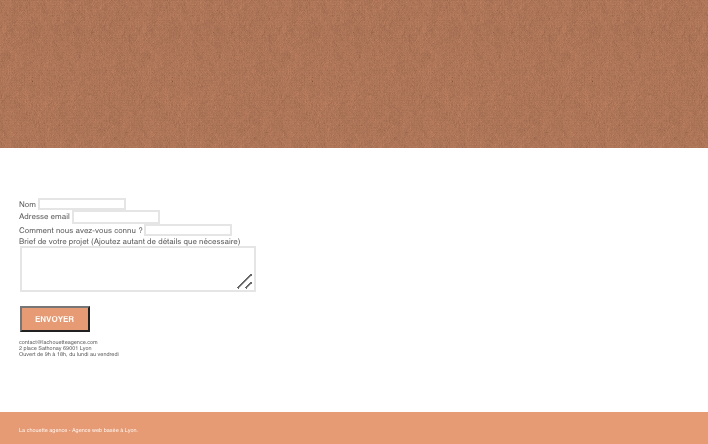 Nom
Adresse email
Comment nous avez-vous connu ?
Brief de votre projet (Ajoutez autant de détails que nécessaire)
ENVOYER
contact@lachouetteagence.com
2 place Sathonay 69001 Lyon
Ouvert de 9h à 18h, du lundi au vendredi
La chouette agence - Agence web basée à Lyon.